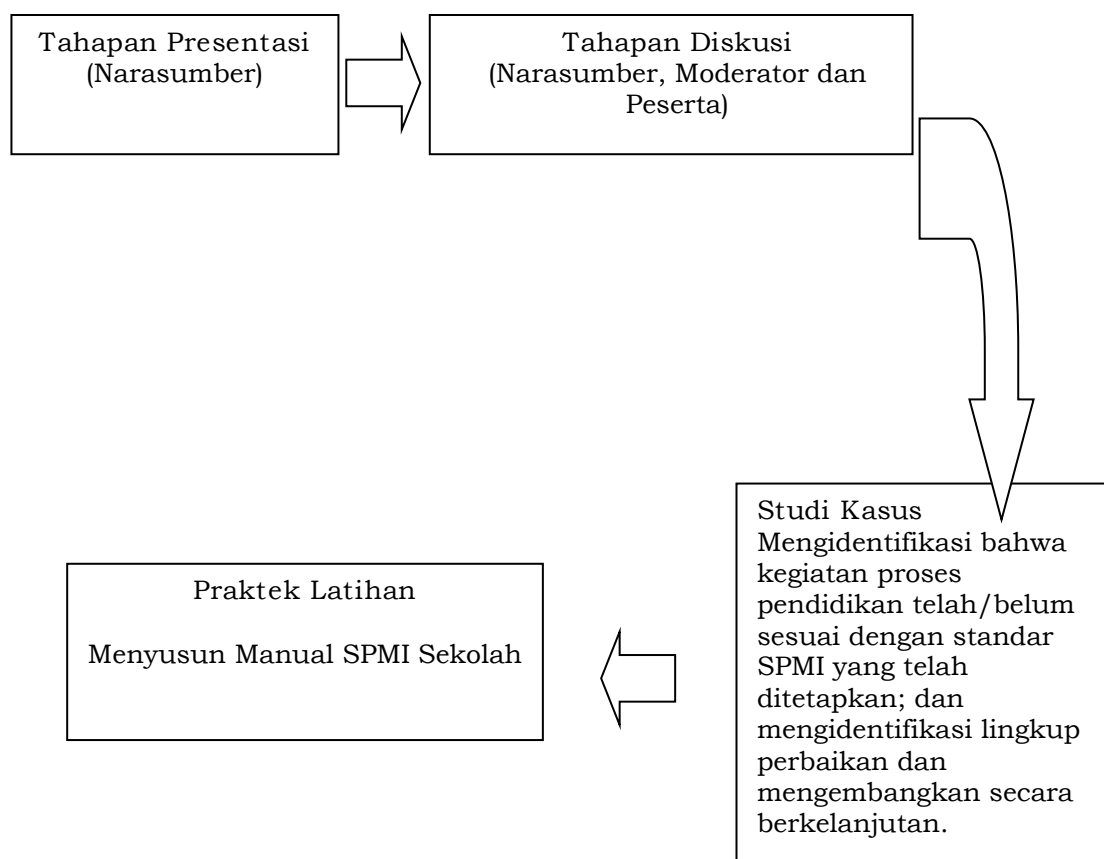 Tahapan Presentasi
(Narasumber)
Tahapan Diskusi
(Narasumber, Moderator dan
Peserta)
Studi Kasus
Mengidentifikasi bahwa
kegiatan proses
pendidikan telah/belum
sesuai dengan standar
SPMI yang telah
ditetapkan; dan
mengidentifikasi lingkup
perbaikan dan
mengembangkan secara
berkelanjutan.
Praktek Latihan
Menyusun Manual SPMI Sekolah